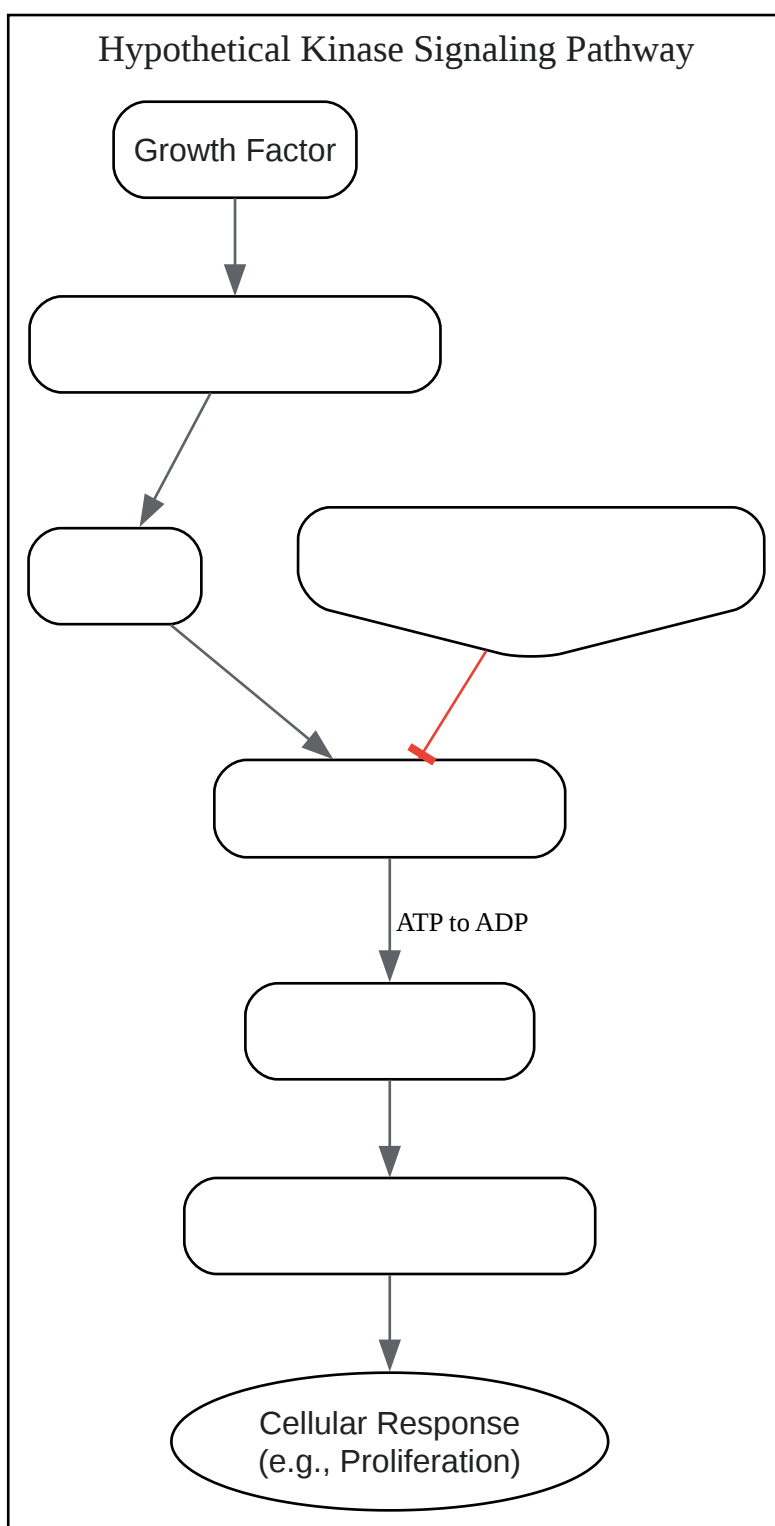 Hypothetical Kinase Signaling Pathway
Growth Factor
ATP to ADP
Cellular Response
(e.g., Proliferation)